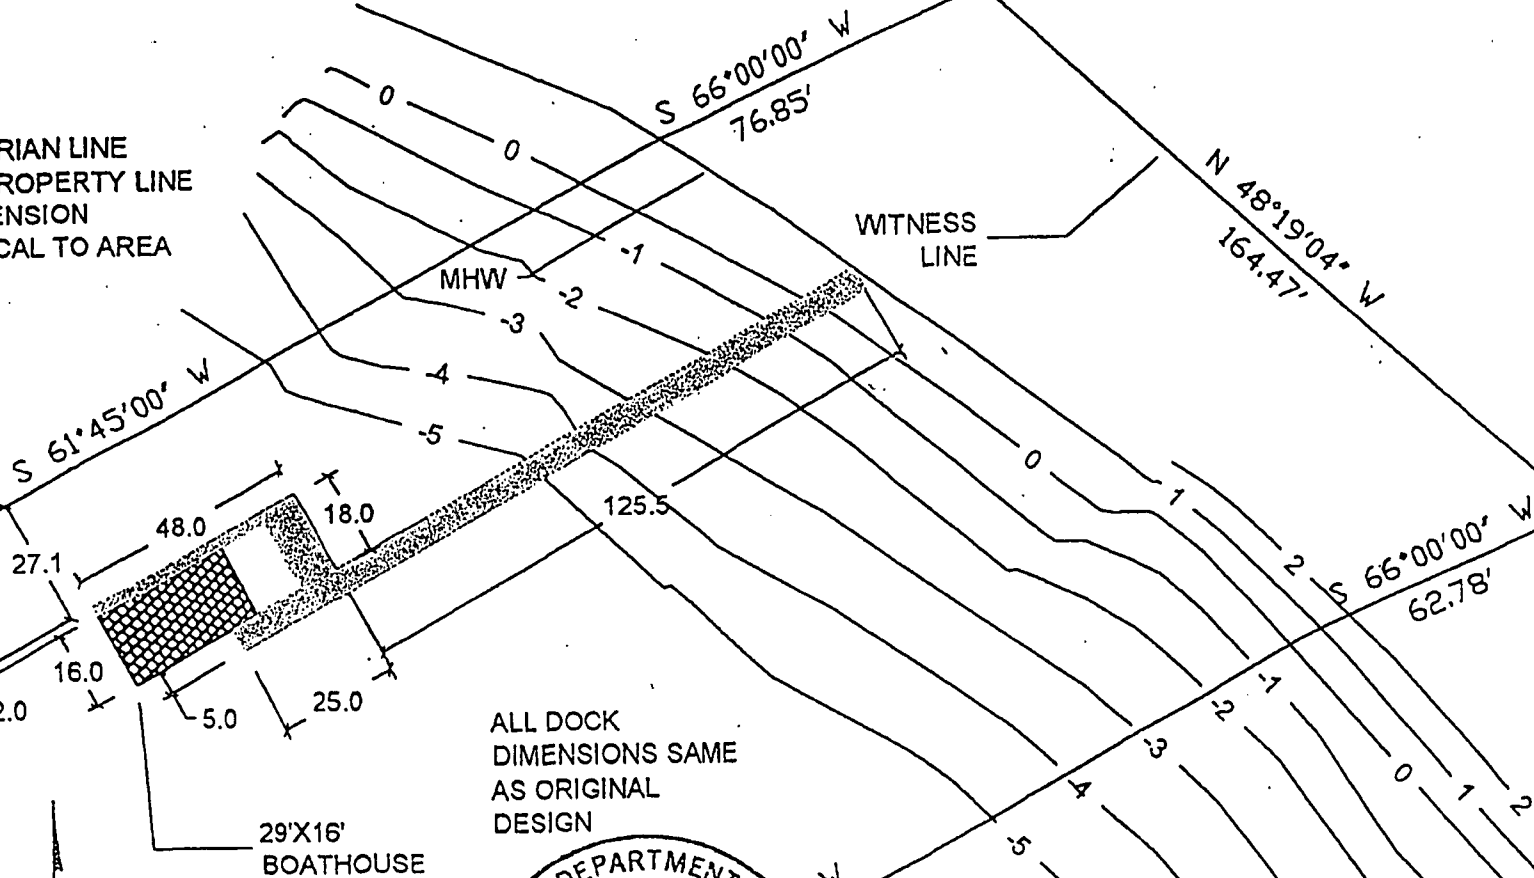 S 66°00'00" W
76.85'
0
0
RIAN LINE
ROPERTY LINE
ENSION
CAL TO AREA
N 48°19'04" W
164.47'
WITNESS
LINE
-1
MHW
-2
-3
-4
-5
S 61°45'00" W
0
1
2
125.5
48.0
18.0
27.1
S 66°00'00" W
62.78'
16.0
2.0
5.0
25.0
-1
-2
-3
-4
-5
0
1
2
ALL DOCK
DIMENSIONS SAME
AS ORIGINAL
DESIGN
29'X16'
BOATHOUSE
DEPARTMENT
W